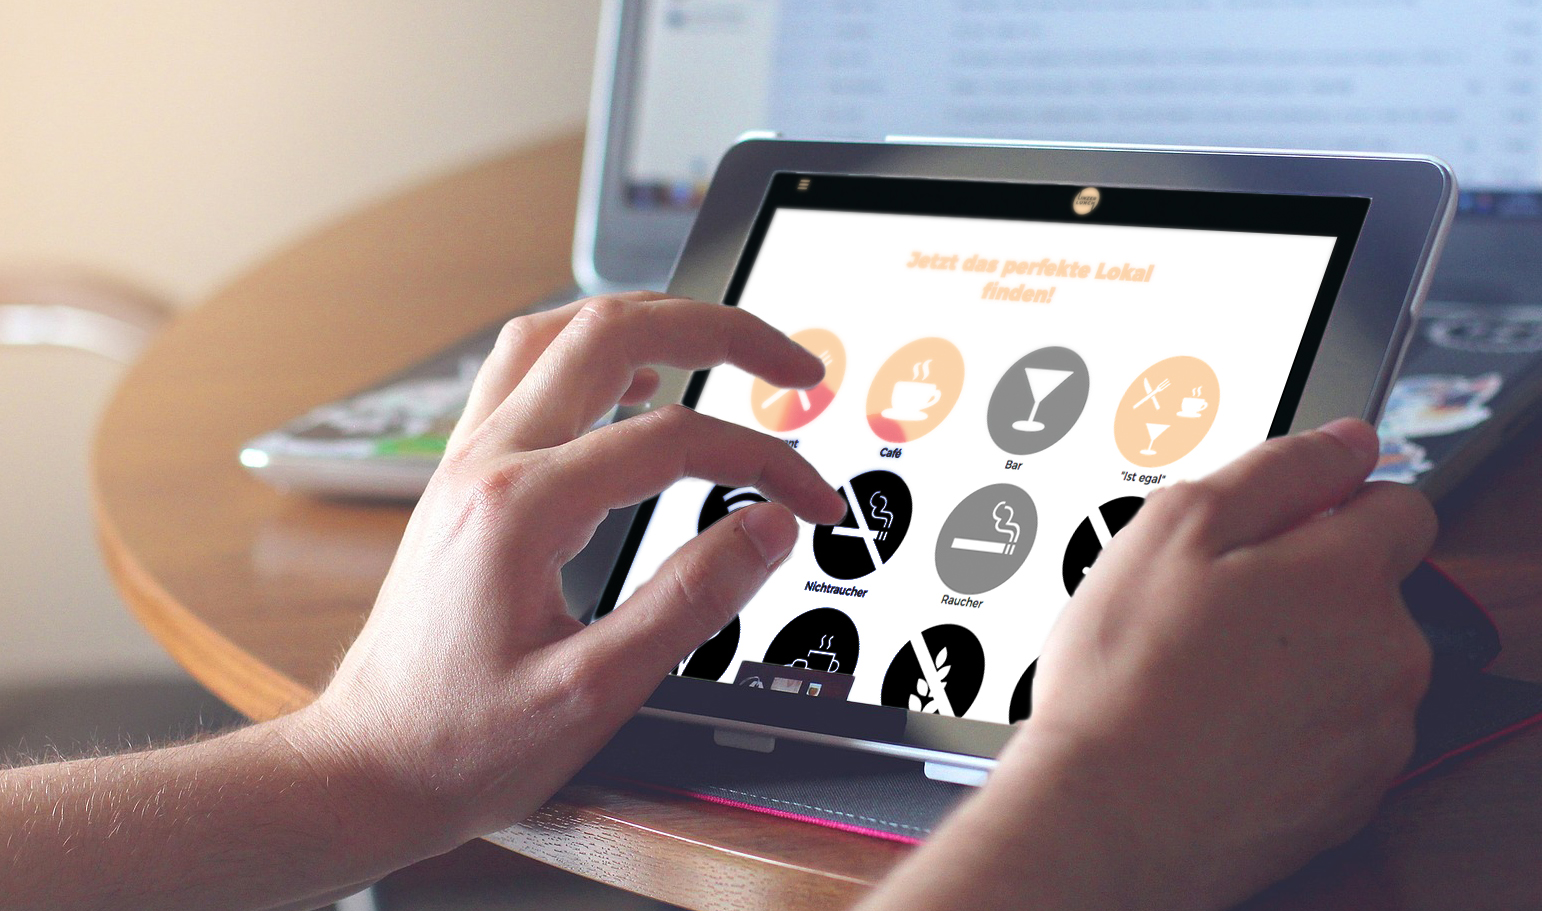 Jetzt das perfekte Lokal
finden!
Café
Bar
"Ist egal"
Nichtraucher
Raucher